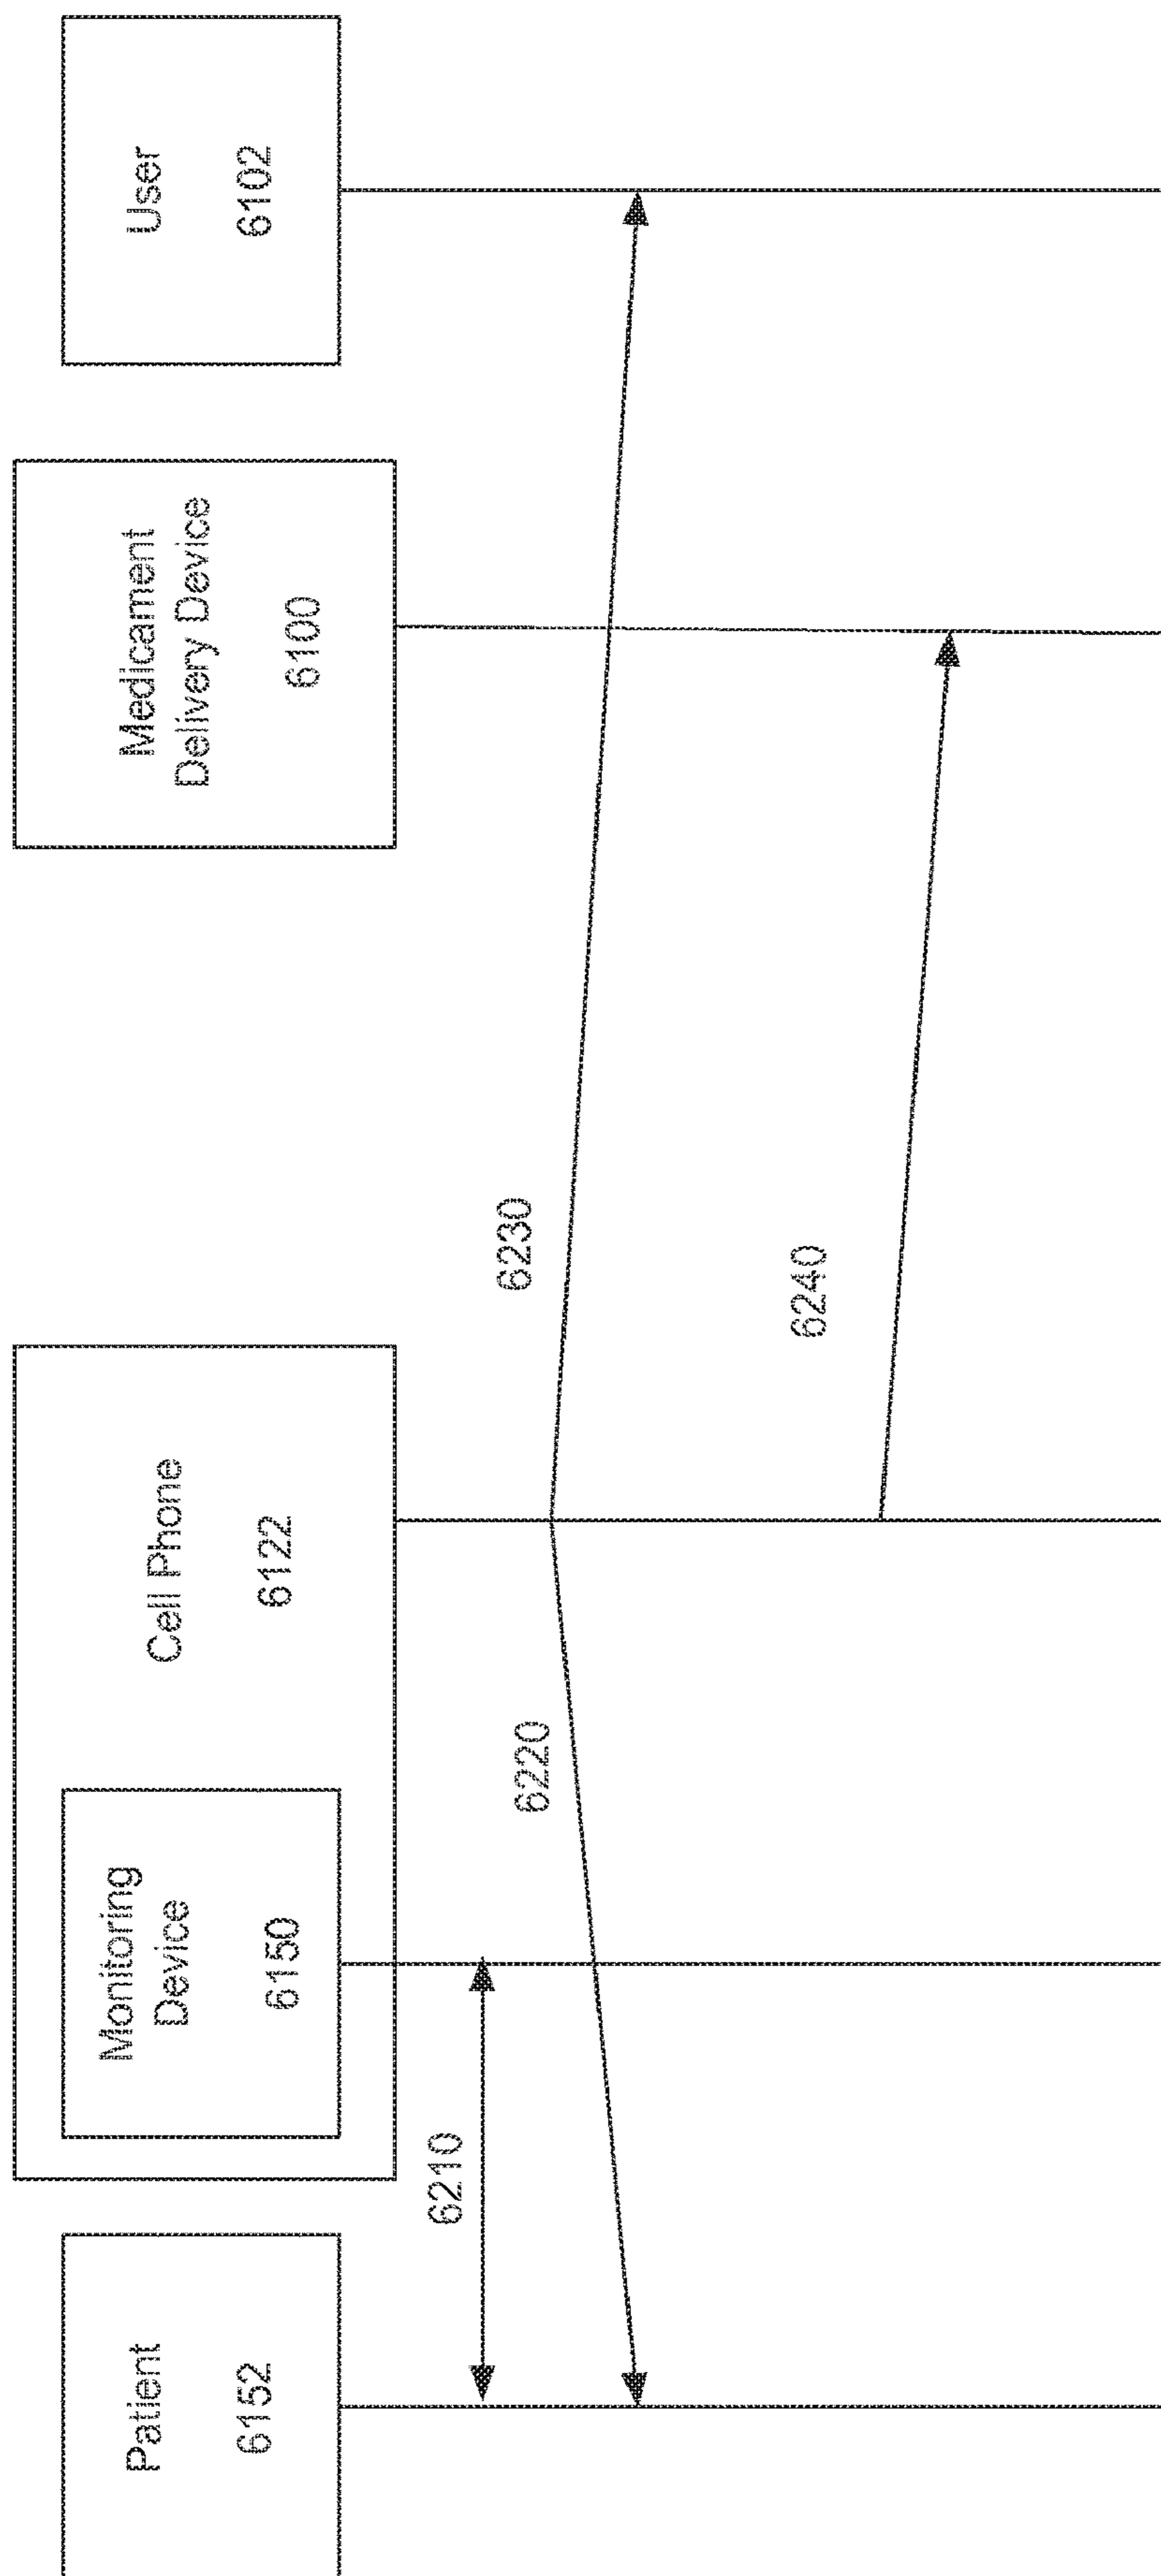 Patient
6152
Monitoring
Device
6150
Cell Phone
6122
Medicament
Delivery Device
6100
User
6102
6210
6220
6230
6240